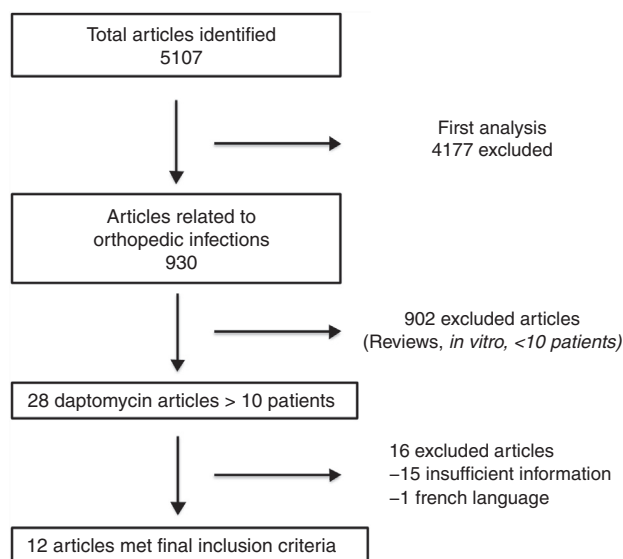 Total articles identified
5107
First analysis
4177 excluded
Articles related to
orthopedic infections
930
902 excluded articles
(Reviews, in vitro, <10 patients)
28 daptomycin articles > 10 patients
16 excluded articles
–15 insufficient information
–1 french language
12 articles met final inclusion criteria